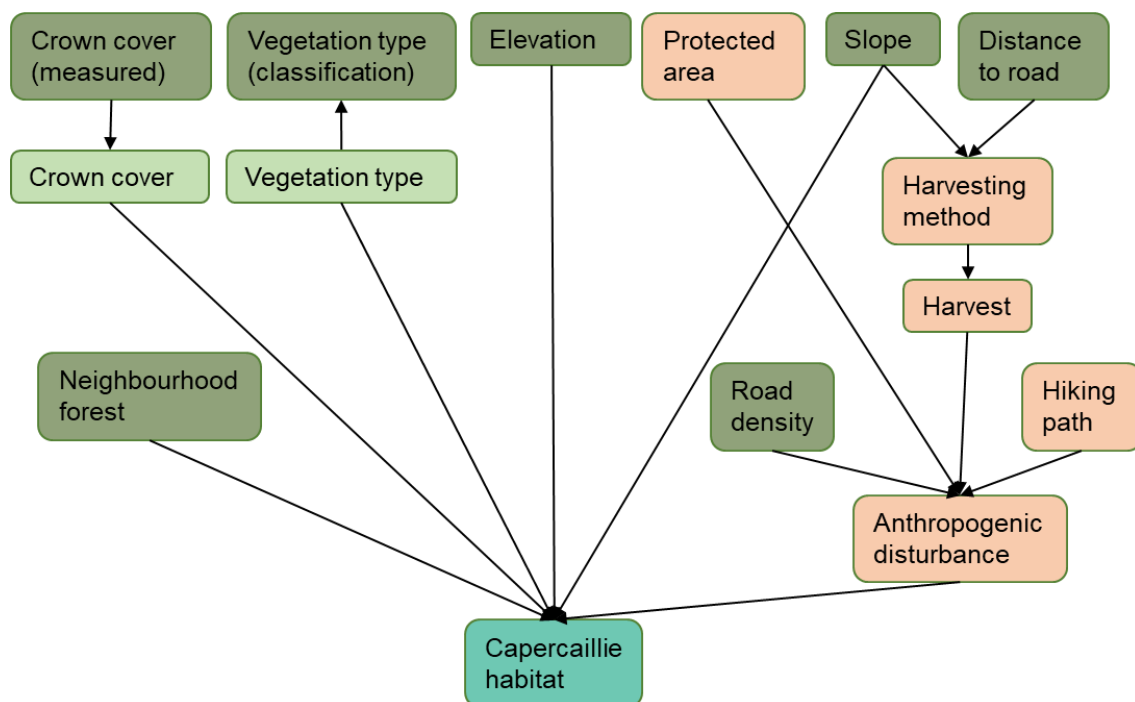 Crown cover
(measured)
Vegetation type
(classification)
Elevation
Protected
area
Slope
Distance
to road
Crown cover
Vegetation type
Harvesting
method
Harvest
Neighbourhood
forest
Road
density
Hiking
path
Anthropogenic
disturbance
Capercaillie
habitat